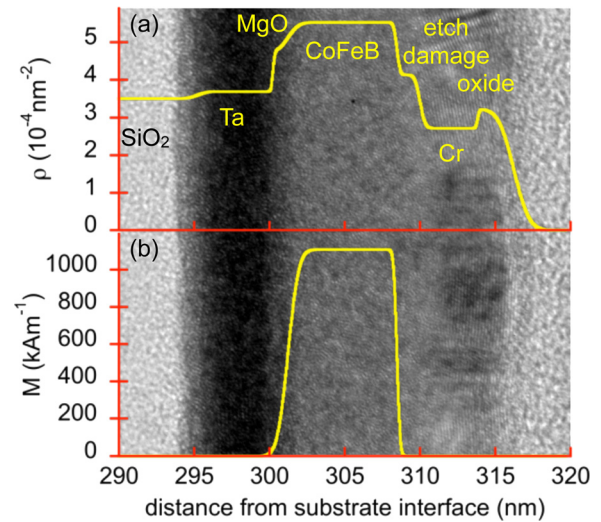 (a)
MgO
etch
CoFeB
damage
oxide
Ta
SiO₂
Cr
5
4
3
2
1
0
ρ (10⁻⁴nm⁻²)
(b)
1000
800
600
400
200
0
M (kAm⁻¹)
290 295 300 305 310 315 320
distance from substrate interface (nm)